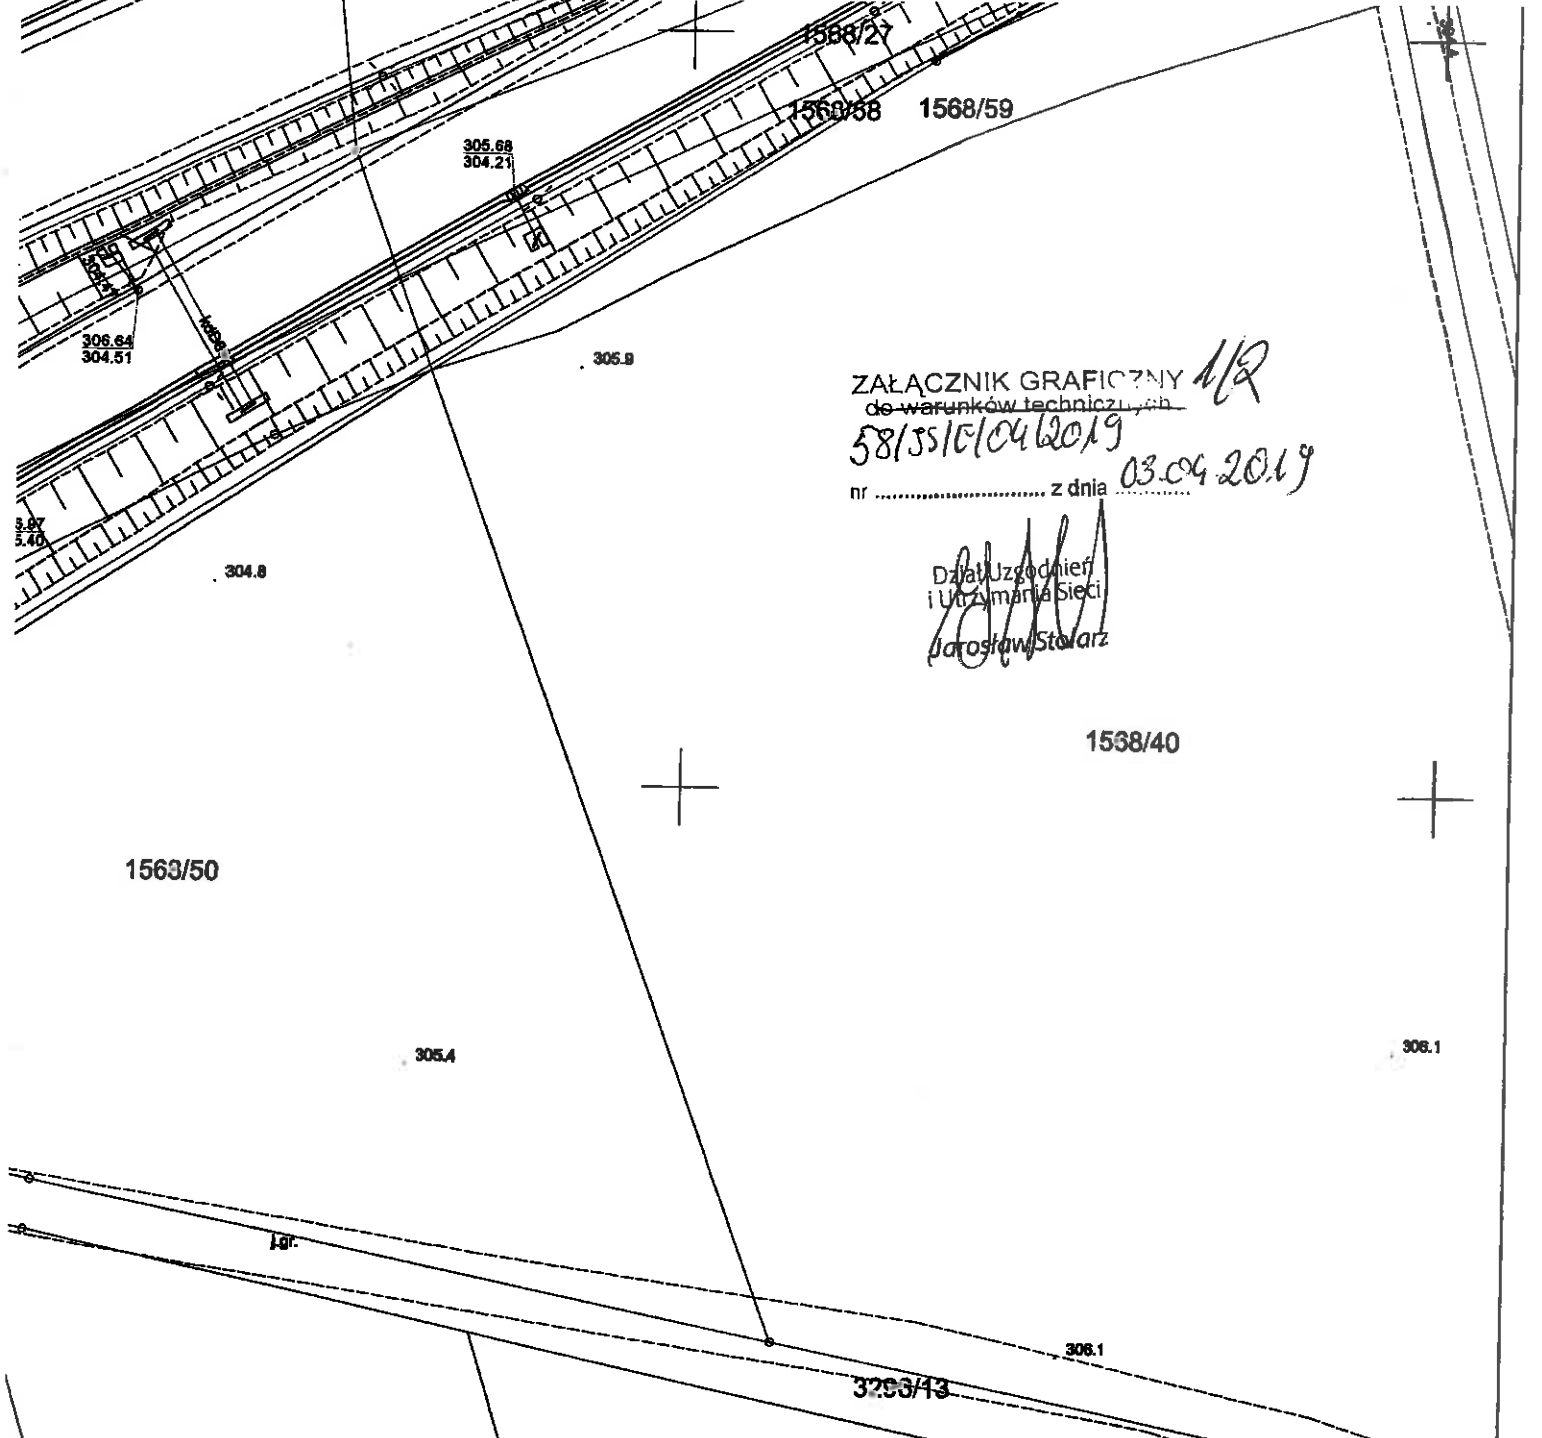 1568/27
1568/58 1568/59
305.68
304.21
306.64
304.51
305.9
ZAŁĄCZNIK GRAFICZNY 1/2
do warunków technicznych
58/JS/E/04/2019
nr ............................ z dnia 03.04.2019
304.8
Dział Uzgodnień
i Utrzymania Sieci
Jarosław Stolarz
1568/40
1568/50
305.4
306.1
j.gr.
306.1
3293/13